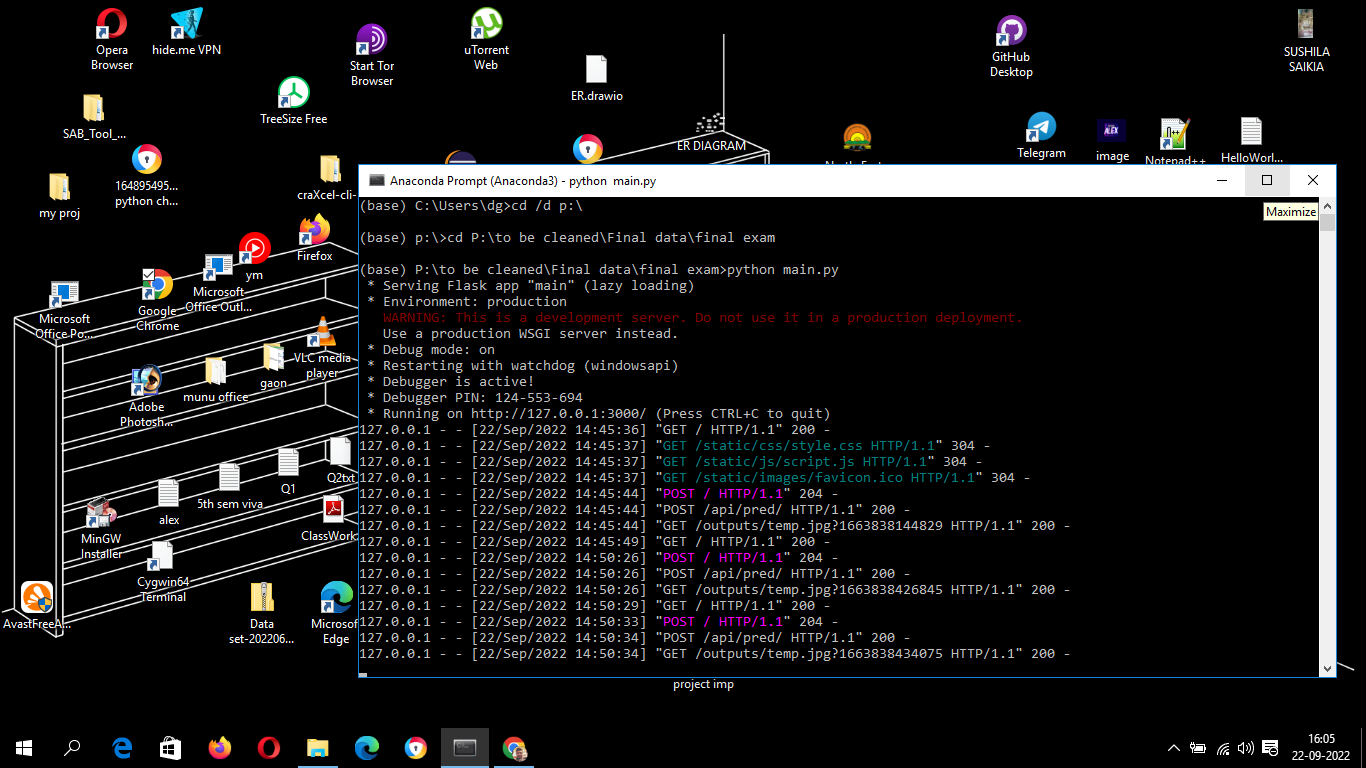 Opera
Browser
hide.me VPN
Start Tor
Browser
uTorrent
Web
ER.drawio
GitHub
Desktop
SUSHILA
SAIKIA
SAB_Tool_...
TreeSize Free
ER DIAGRAM
Telegram
image
Notepad++
HelloWorl...
ALEX
164895495...
python ch...
my proj
craXcel-cli-
Firefox
ym
Microsoft
Office Outl...
Google
Chrome
Microsoft
Office Po...
VLC media
player
gaon
munu office
Adobe
Photosh...
Q2txt
Q1
5th sem viva
alex
ClassWork
MinGW
Installer
Cygwin64
Terminal
AvastFreeA...
Data
set-202206...
Microsof
Edge
project imp
Anaconda Prompt (Anaconda3) - python  main.py
Maximize
(base) C:\Users\dg>cd /d p:\
(base) p:\>cd P:\to be cleaned\Final data\final exam
(base) P:\to be cleaned\Final data\final exam>python main.py
* Serving Flask app "main" (lazy loading)
* Environment: production
WARNING: This is a development server. Do not use it in a production deployment.
Use a production WSGI server instead.
* Debug mode: on
* Restarting with watchdog (windowsapi)
* Debugger is active!
* Debugger PIN: 124-553-694
* Running on http://127.0.0.1:3000/ (Press CTRL+C to quit)
127.0.0.1 - - [22/Sep/2022 14:45:36] "GET / HTTP/1.1" 200 -
127.0.0.1 - - [22/Sep/2022 14:45:37] "GET /static/css/style.css HTTP/1.1" 304 -
127.0.0.1 - - [22/Sep/2022 14:45:37] "GET /static/js/script.js HTTP/1.1" 304 -
127.0.0.1 - - [22/Sep/2022 14:45:37] "GET /static/images/favicon.ico HTTP/1.1" 304 -
127.0.0.1 - - [22/Sep/2022 14:45:44] "POST / HTTP/1.1" 204 -
127.0.0.1 - - [22/Sep/2022 14:45:44] "POST /api/pred/ HTTP/1.1" 200 -
127.0.0.1 - - [22/Sep/2022 14:45:44] "GET /outputs/temp.jpg?1663838144829 HTTP/1.1" 200 -
127.0.0.1 - - [22/Sep/2022 14:45:49] "GET / HTTP/1.1" 200 -
127.0.0.1 - - [22/Sep/2022 14:50:26] "POST / HTTP/1.1" 204 -
127.0.0.1 - - [22/Sep/2022 14:50:26] "POST /api/pred/ HTTP/1.1" 200 -
127.0.0.1 - - [22/Sep/2022 14:50:26] "GET /outputs/temp.jpg?1663838426845 HTTP/1.1" 200 -
127.0.0.1 - - [22/Sep/2022 14:50:29] "GET / HTTP/1.1" 200 -
127.0.0.1 - - [22/Sep/2022 14:50:33] "POST / HTTP/1.1" 204 -
127.0.0.1 - - [22/Sep/2022 14:50:34] "POST /api/pred/ HTTP/1.1" 200 -
127.0.0.1 - - [22/Sep/2022 14:50:34] "GET /outputs/temp.jpg?1663838434075 HTTP/1.1" 200 -
16:05
22-09-2022